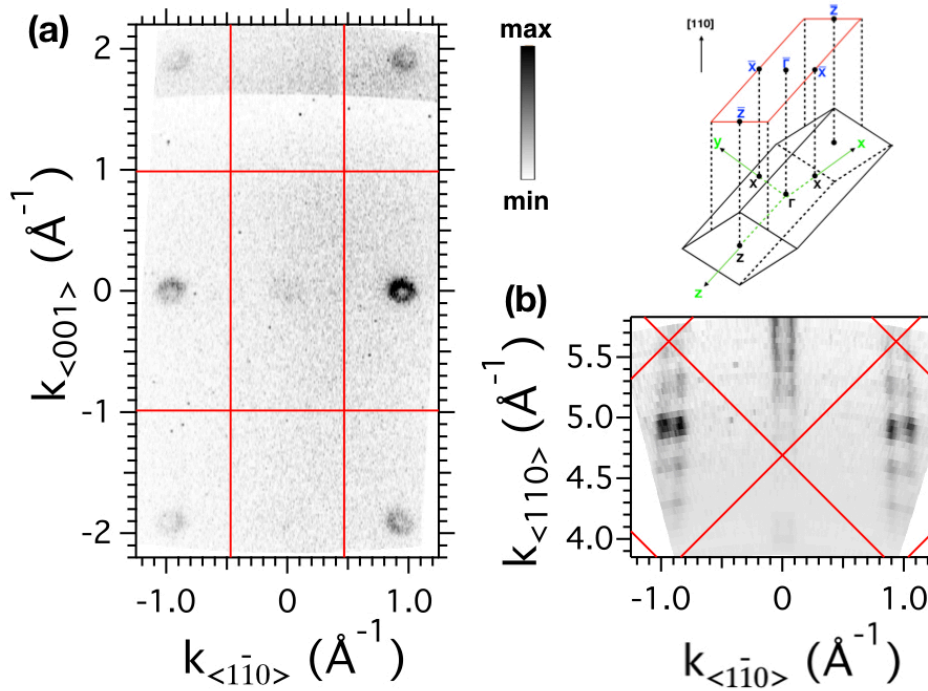 (a)
2
1
0
-1
-2
k<001> (Å⁻¹)
-1.0
0
1.0
k<11̅0> (Å⁻¹)
max
min
[110]
z̄
x̄
Γ̄
x̄
z̄
y
x
x
x
Γ
z
z
(b)
5.5
5.0
4.5
4.0
k<110> (Å⁻¹)
-1.0
0
1.0
k<11̅0> (Å⁻¹)